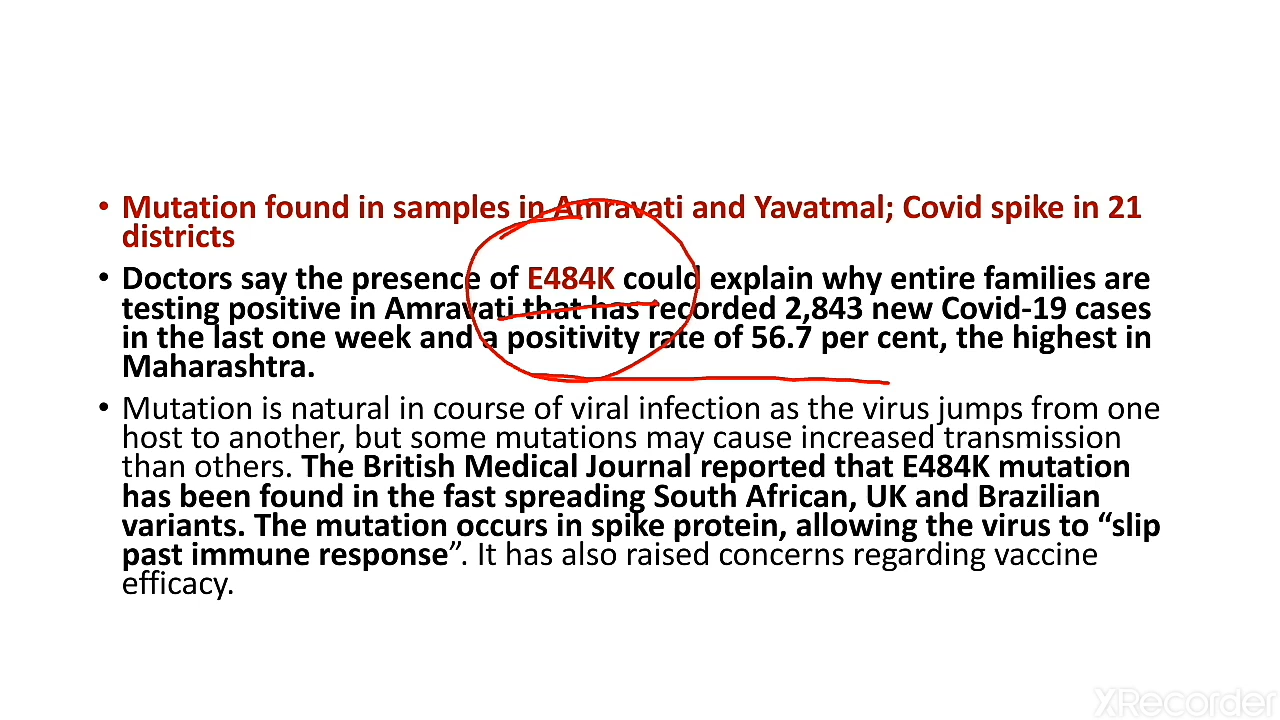 • Mutation found in samples in Amravati and Yavatmal; Covid spike in 21
districts
• Doctors say the presence of E484K could explain why entire families are
testing positive in Amravati that has recorded 2,843 new Covid-19 cases
in the last one week and a positivity rate of 56.7 per cent, the highest in
Maharashtra.
• Mutation is natural in course of viral infection as the virus jumps from one
host to another, but some mutations may cause increased transmission
than others. The British Medical Journal reported that E484K mutation
has been found in the fast spreading South African, UK and Brazilian
variants. The mutation occurs in spike protein, allowing the virus to “slip
past immune response”. It has also raised concerns regarding vaccine
efficacy.
XRecorder